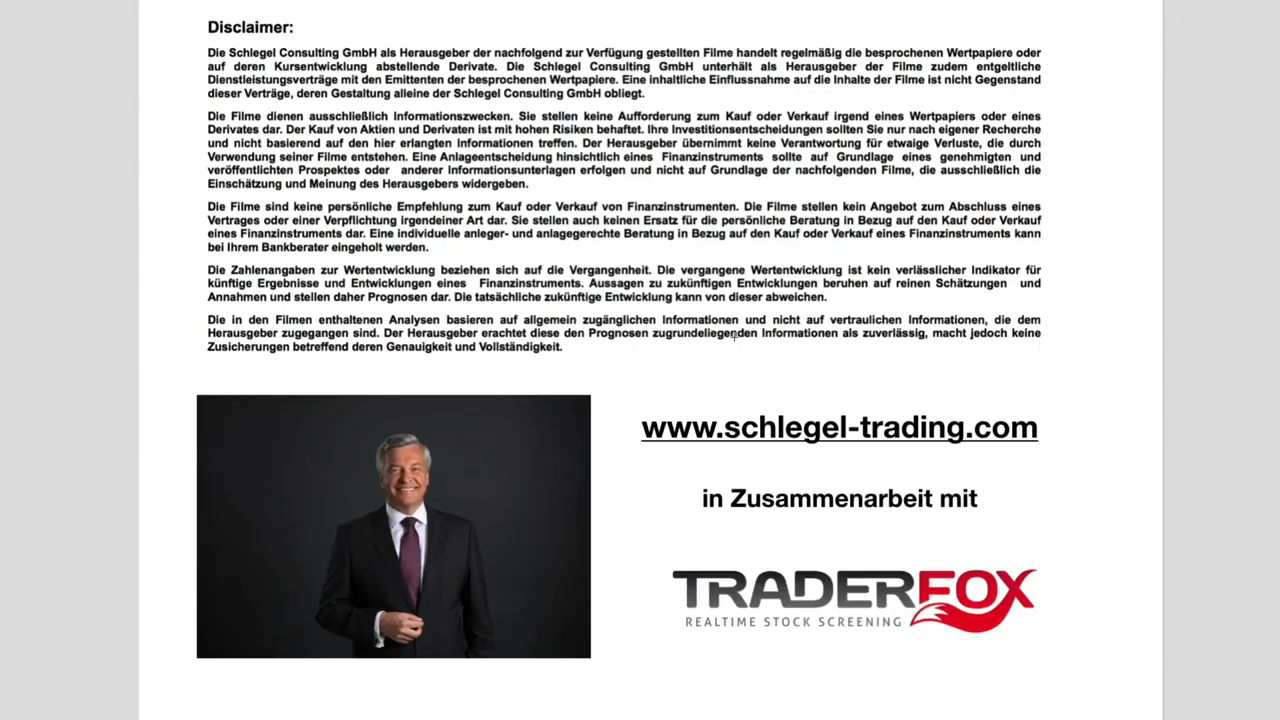 Disclaimer:
Die Schlegel Consulting GmbH als Herausgeber der nachfolgend zur Verfügung gestellten Filme handelt regelmäßig die besprochenen Wertpapiere oder
auf deren Kursentwicklung abstellende Derivate. Die Schlegel Consulting GmbH unterhält als Herausgeber der Filme zudem entgeltliche
Dienstleistungsverträge mit den Emittenten der besprochenen Wertpapiere. Eine inhaltliche Einflussnahme auf die Inhalte der Filme ist nicht Gegenstand
dieser Verträge, deren Gestaltung alleine der Schlegel Consulting GmbH obliegt.
Die Filme dienen ausschließlich Informationszwecken. Sie stellen keine Aufforderung zum Kauf oder Verkauf irgend eines Wertpapiers oder eines
Derivates dar. Der Kauf von Aktien und Derivaten ist mit hohen Risiken behaftet. Ihre Investitionsentscheidungen sollten Sie nur nach eigener Recherche
und nicht basierend auf den hier erlangten Informationen treffen. Der Herausgeber übernimmt keine Verantwortung für etwaige Verluste, die durch
Verwendung seiner Filme entstehen. Eine Anlageentscheidung hinsichtlich eines Finanzinstruments sollte auf Grundlage eines genehmigten und
veröffentlichten Prospektes oder anderer Informationsunterlagen erfolgen und nicht auf Grundlage der nachfolgenden Filme, die ausschließlich die
Einschätzung und Meinung des Herausgebers widergeben.
Die Filme sind keine persönliche Empfehlung zum Kauf oder Verkauf von Finanzinstrumenten. Die Filme stellen kein Angebot zum Abschluss eines
Vertrages oder einer Verpflichtung irgendeiner Art dar. Sie stellen auch keinen Ersatz für die persönliche Beratung in Bezug auf den Kauf oder Verkauf
eines Finanzinstruments dar. Eine individuelle anleger- und anlagegerechte Beratung in Bezug auf den Kauf oder Verkauf eines Finanzinstruments kann
bei Ihrem Bankberater eingeholt werden.
Die Zahlenangaben zur Wertentwicklung beziehen sich auf die Vergangenheit. Die vergangene Wertentwicklung ist kein verlässlicher Indikator für
künftige Ergebnisse und Entwicklungen eines Finanzinstruments. Aussagen zu zukünftigen Entwicklungen beruhen auf reinen Schätzungen und
Annahmen und stellen daher Prognosen dar. Die tatsächliche zukünftige Entwicklung kann von dieser abweichen.
Die in den Filmen enthaltenen Analysen basieren auf allgemein zugänglichen Informationen und nicht auf vertraulichen Informationen, die dem
Herausgeber zugegangen sind. Der Herausgeber erachtet diese den Prognosen zugrundeliegenden Informationen als zuverlässig, macht jedoch keine
Zusicherungen betreffend deren Genauigkeit und Vollständigkeit.
www.schlegel-trading.com
in Zusammenarbeit mit
TRADERFOX
REALTIME STOCK SCREENING